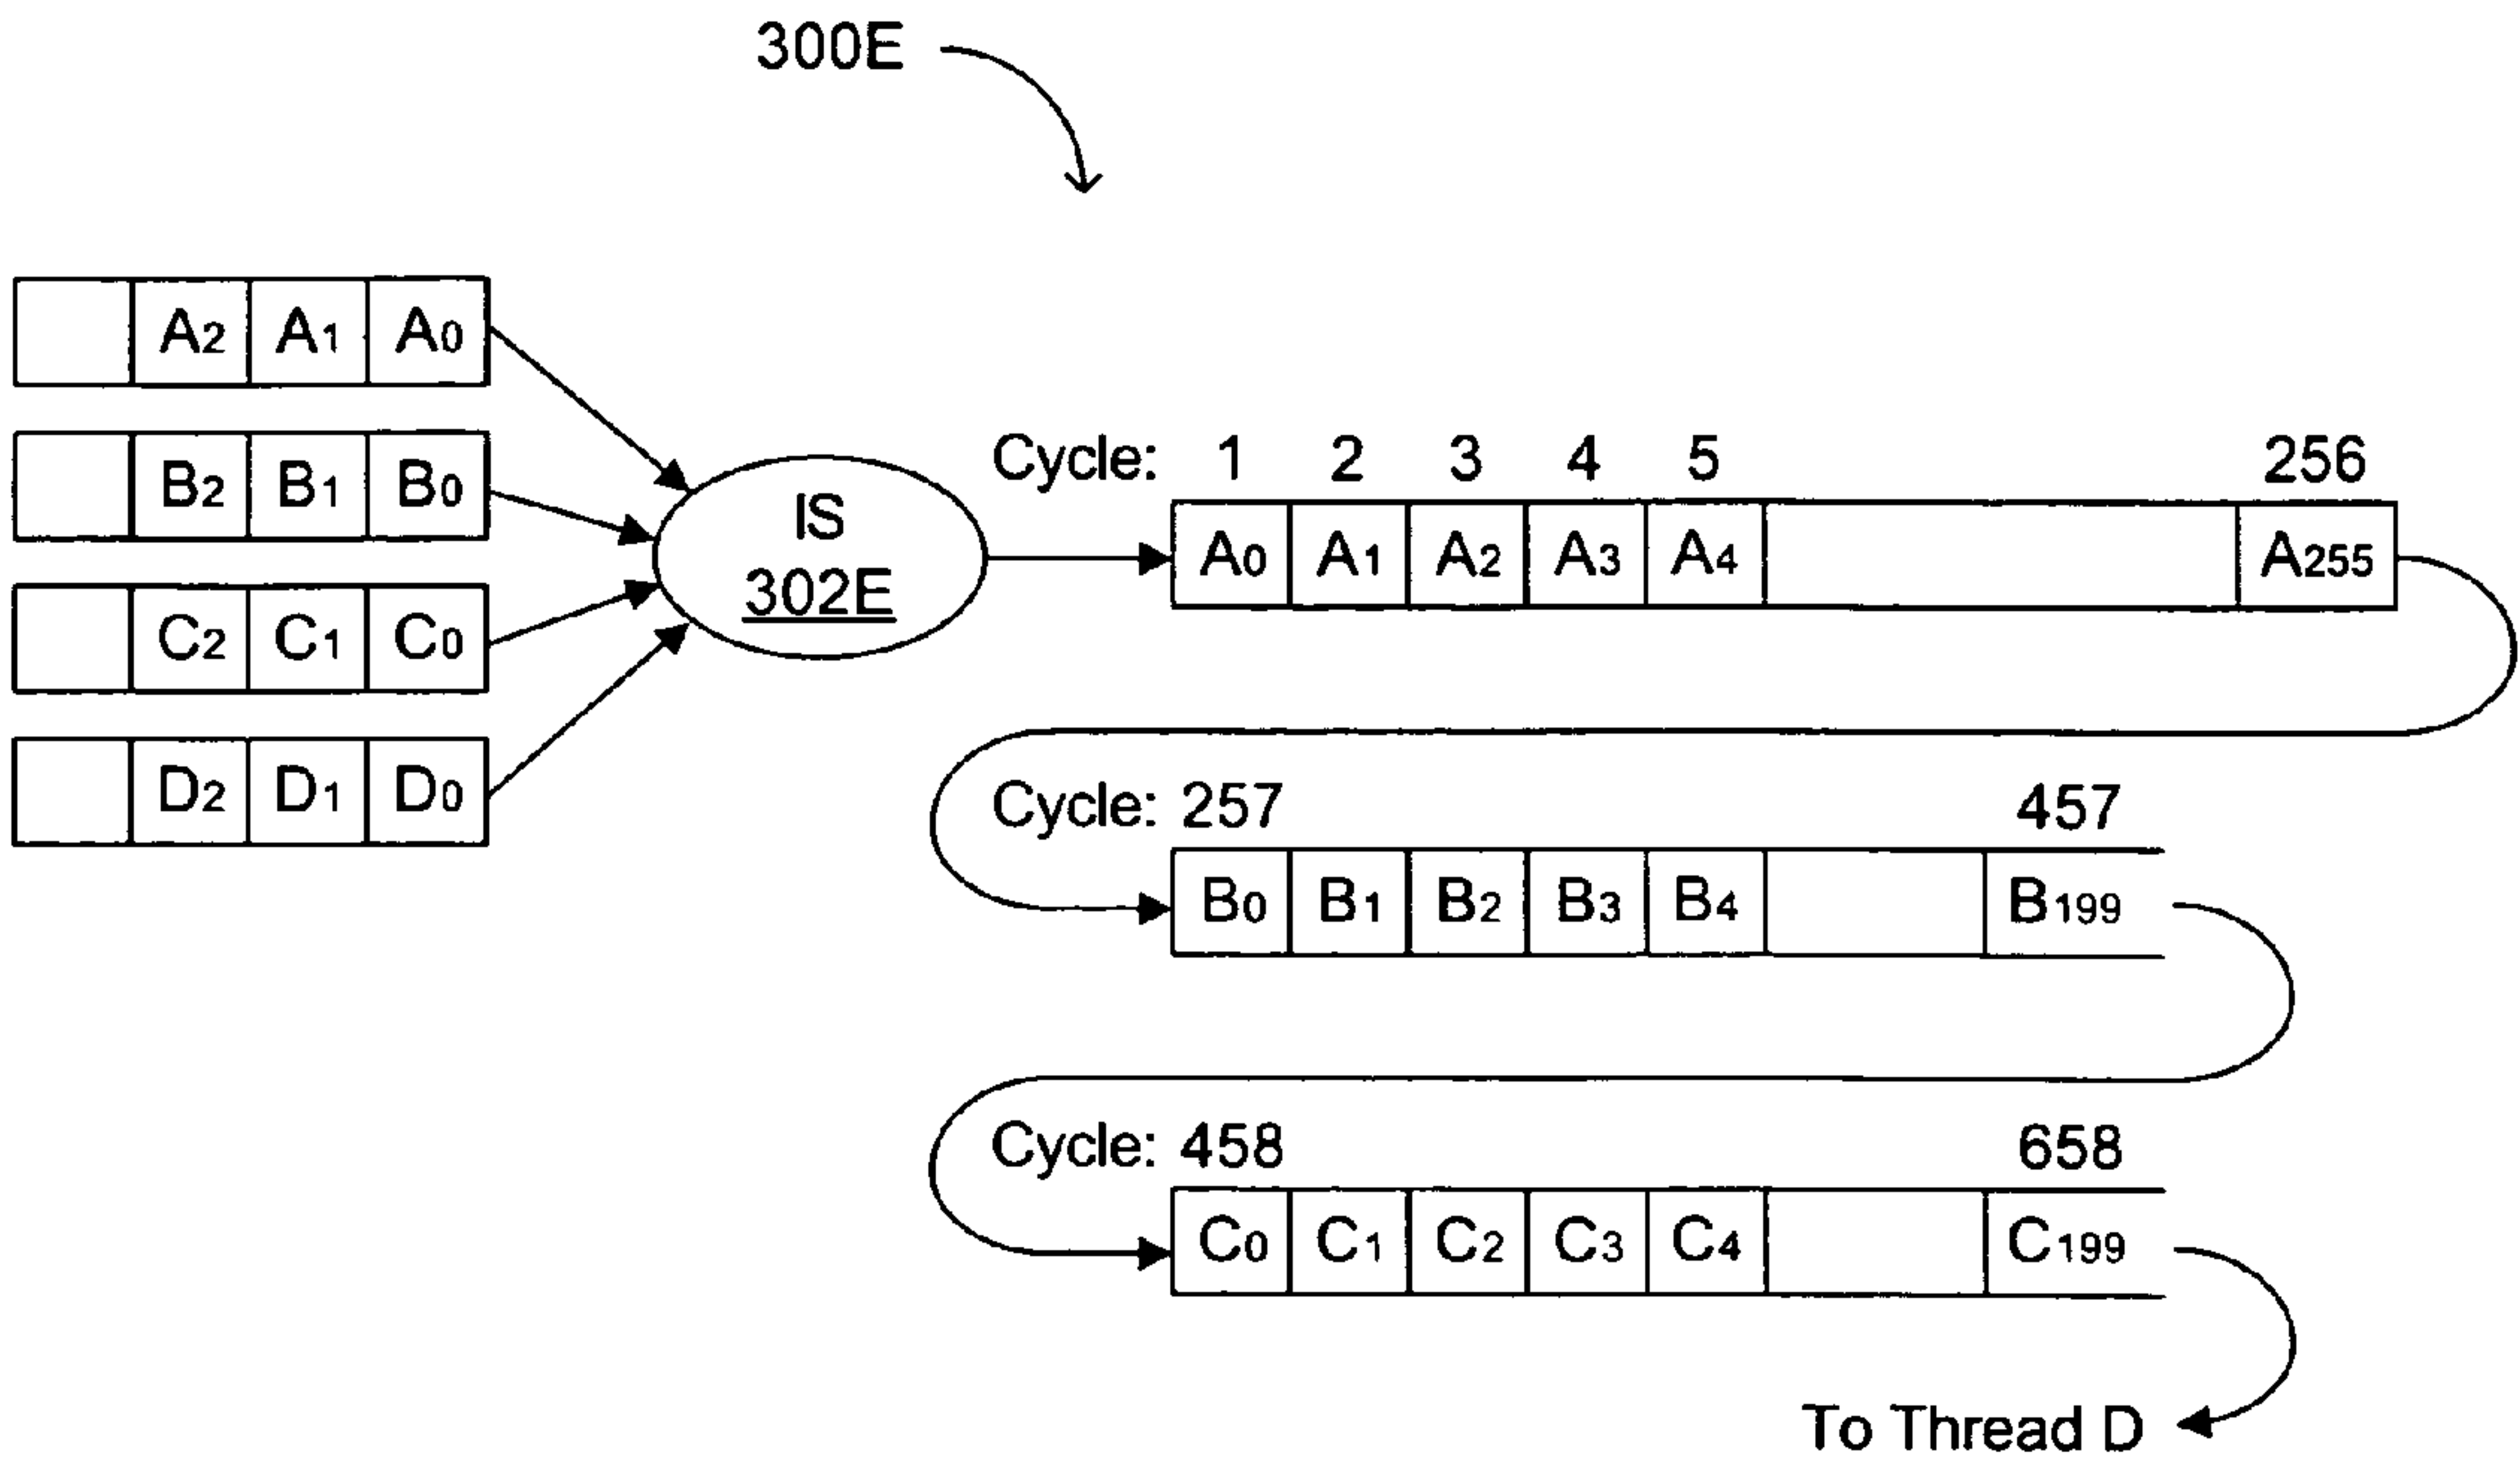 300E
A2 A1 A0
B2 B1 B0
C2 C1 C0
D2 D1 D0
IS
302E
Cycle: 1 2 3 4 5 256
A0 A1 A2 A3 A4 A255
Cycle: 257 457
B0 B1 B2 B3 B4 B199
Cycle: 458 658
C0 C1 C2 C3 C4 C199
To Thread D